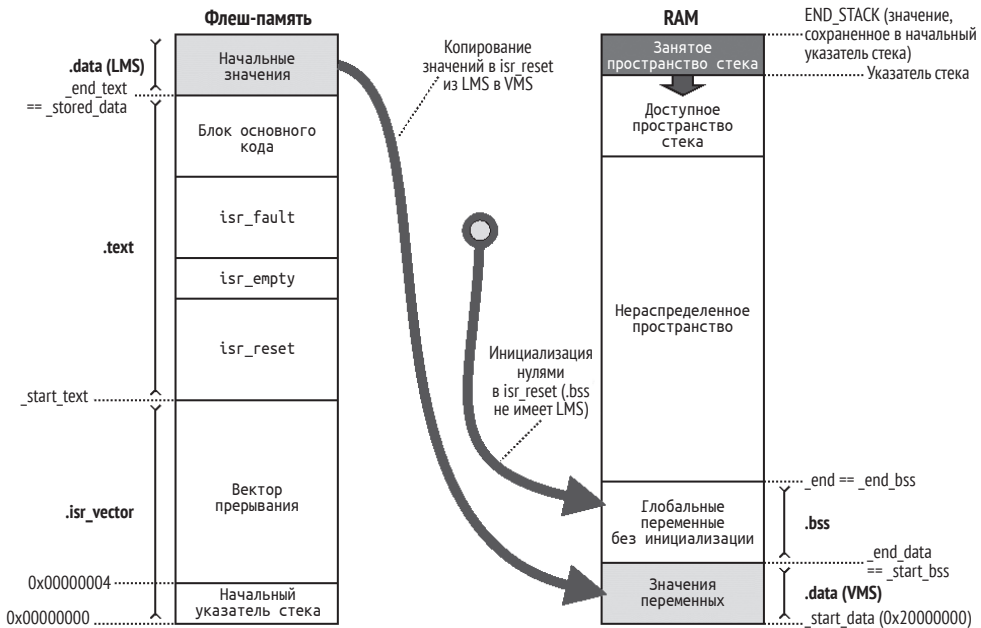 Флеш-память
.data (LMS)
_end_text
== _stored_data
.text
_start_text
.isr_vector
0x00000004
0x00000000
Начальные
значения
Блок основного
кода
isr_fault
isr_empty
isr_reset
Вектор
прерывания
Начальный
указатель стека
Копирование
значений в isr_reset
из LMS в VMS
Инициализация
нулями
в isr_reset (.bss
не имеет LMS)
RAM
Занятое
пространство стека
Доступное
пространство
стека
Нераспределенное
пространство
Глобальные
переменные
без инициализации
Значения
переменных
END_STACK (значение,
сохраненное в начальный
указатель стека)
Указатель стека
_end == _end_bss
.bss
_end_data
== _start_bss
.data (VMS)
_start_data (0x20000000)